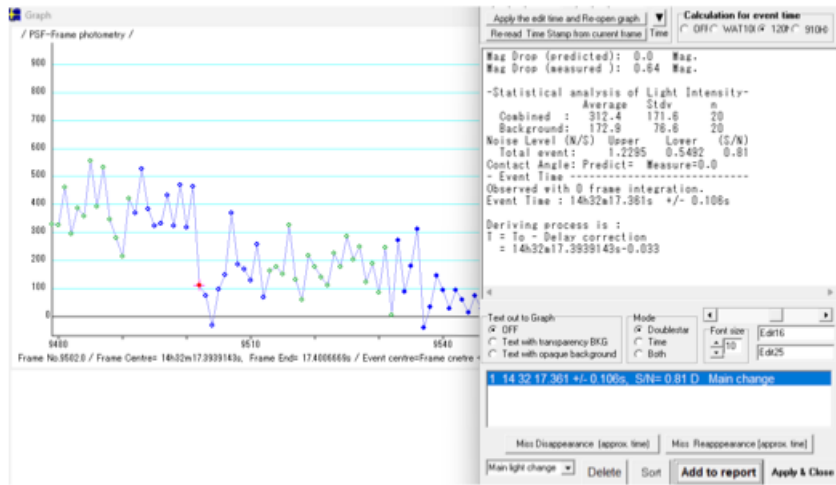 Graph
/ PSF-Frame photometry /
900
800
700
600
500
400
300
200
100
0
9480
9510
9540
Frame No.9502.0 / Frame Centre= 14h32m17.3939143s, Frame End= 17.4006669s / Event centre=Frame cnetre
Apply the edit time and Re-open graph
Re-read Time Stamp from current frame
Time
Calculation for event time
OFF WAT100 120N 910HX
Mag Drop (predicted): 0.0 Mag.
Mag Drop (measured ): 0.64 Mag.
-Statistical analysis of Light Intensity-
Average Stdv n
Combined : 312.4 171.6 20
Background: 172.9 76.6 20
Noise Level (N/S) Upper Lower (S/N)
Total event: 1.2295 0.5492 0.81
Contact Angle: Predict= Measure=0.0
- Event Time ----------------------------
Observed with 0 frame integration.
Event Time : 14h32m17.361s +/- 0.106s
Deriving process is :
T = To - Delay correction
= 14h32m17.3939143s-0.033
Text out to Graph
OFF
Text with transparency BKG
Text with opaque background
Mode
Doublestar
Time
Both
Font size
10
Edit16
Edit25
1 14 32 17.361 +/- 0.106s, S/N= 0.81 D Main change
Miss Disappearance (approx. time)
Miss Reapppearance (approx. time)
Main light change
Delete
Sort
Add to report
Apply & Close